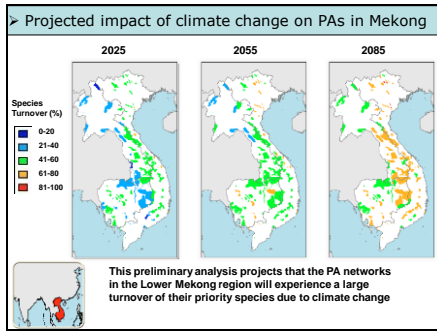 ➢ Projected impact of climate change on PAs in Mekong
2025 2055 2085
Species
Turnover (%)
0-20
21-40
41-60
61-80
81-100
This preliminary analysis projects that the PA networks
in the Lower Mekong region will experience a large
turnover of their priority species due to climate change